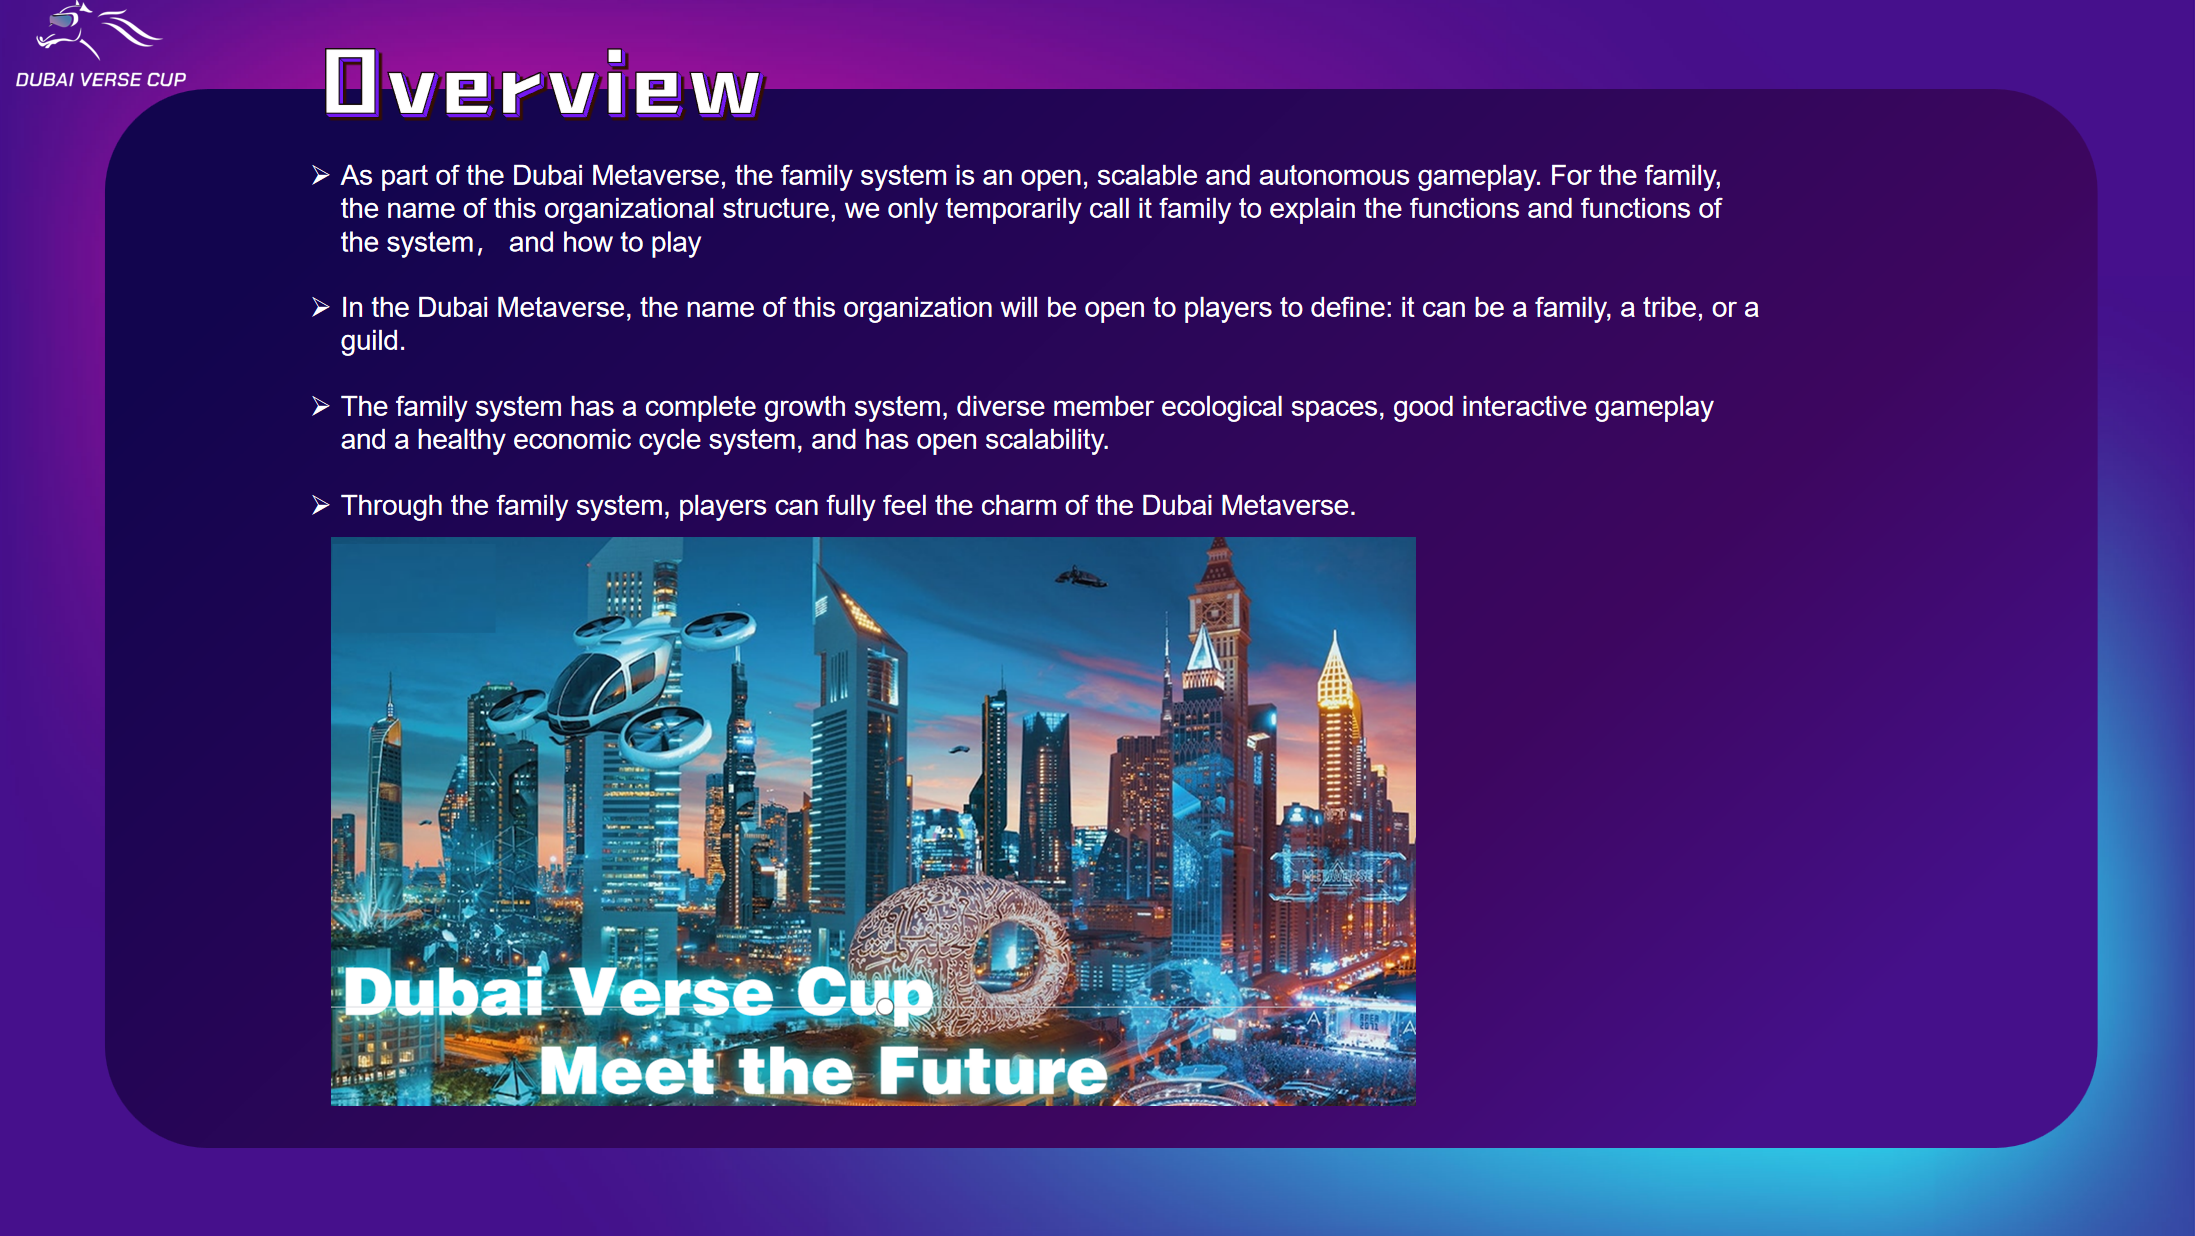 DUBAI VERSE CUP
Overview
➢ As part of the Dubai Metaverse, the family system is an open, scalable and autonomous gameplay. For the family,
the name of this organizational structure, we only temporarily call it family to explain the functions and functions of
the system， and how to play
➢ In the Dubai Metaverse, the name of this organization will be open to players to define: it can be a family, a tribe, or a
guild.
➢ The family system has a complete growth system, diverse member ecological spaces, good interactive gameplay
and a healthy economic cycle system, and has open scalability.
➢ Through the family system, players can fully feel the charm of the Dubai Metaverse.
METAVERSE
Dubai Verse Cup
Meet the Future